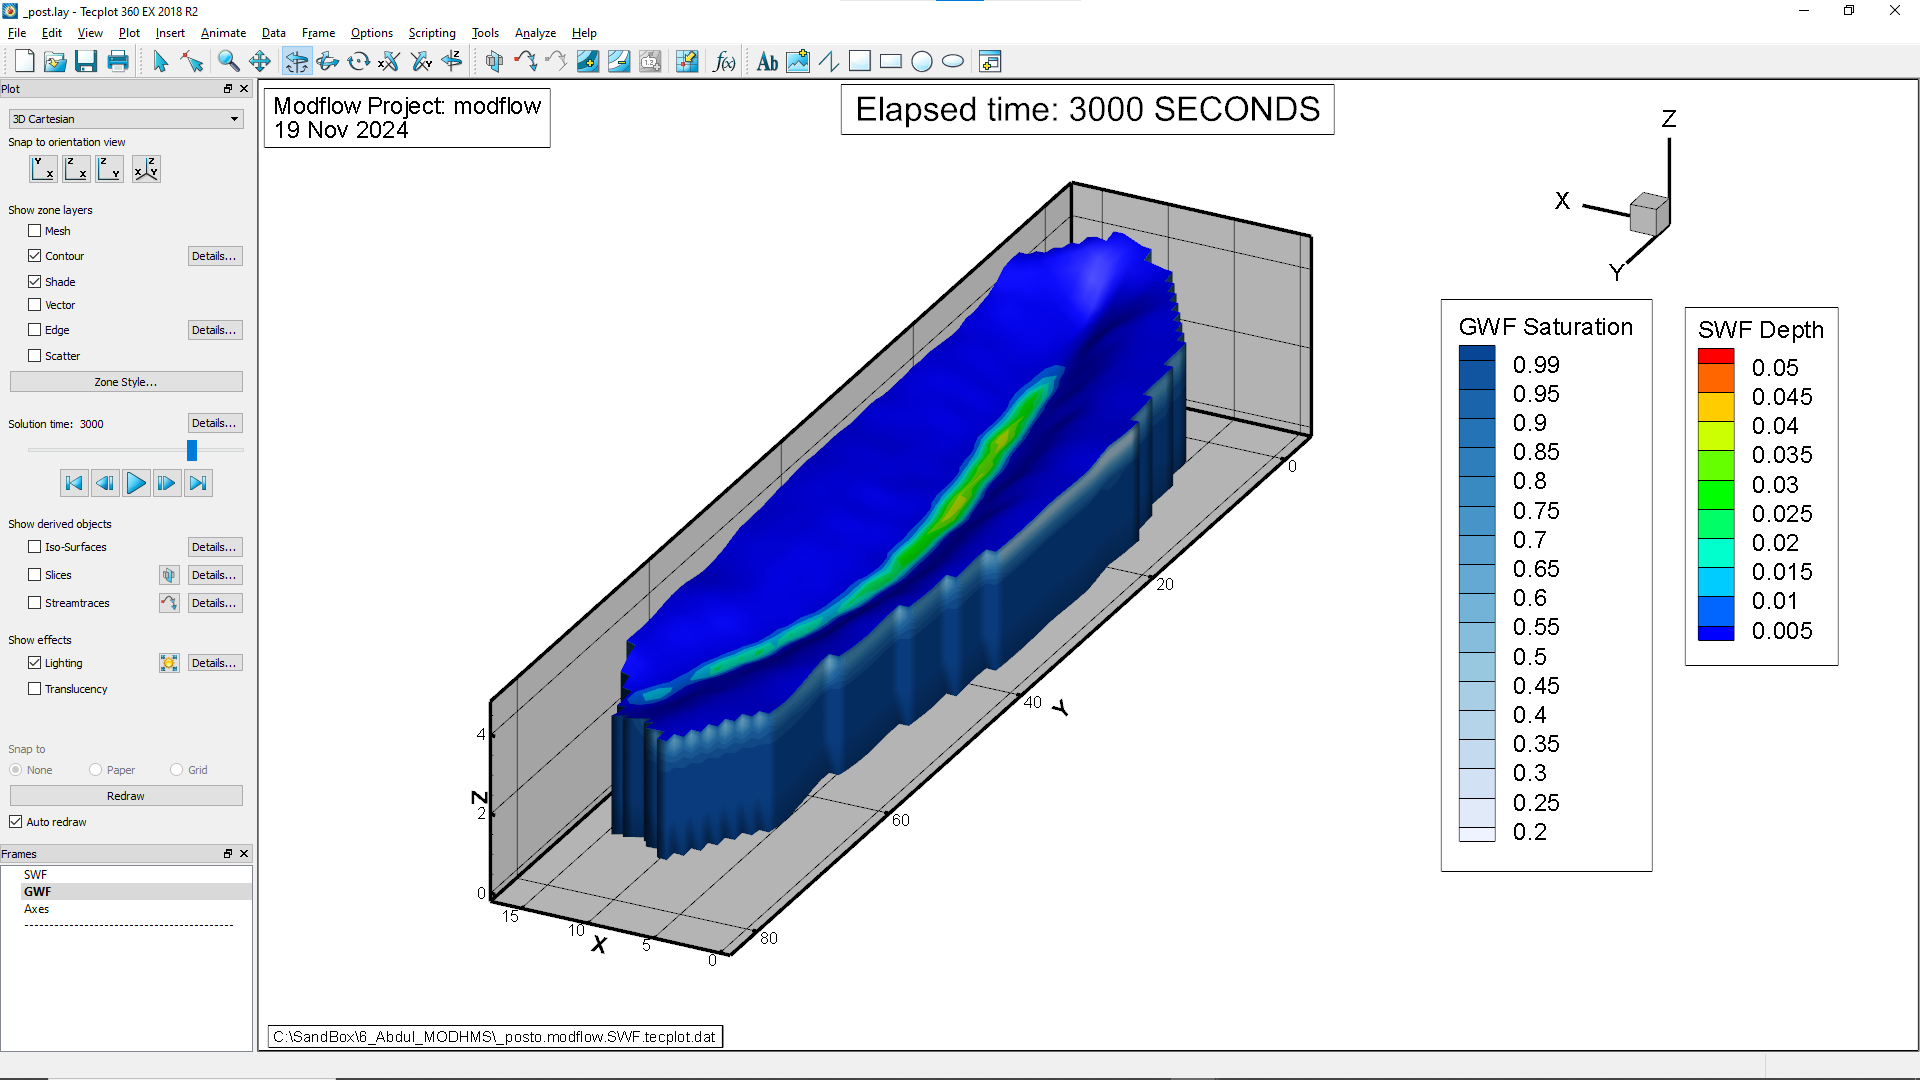 _post.lay - Tecplot 360 EX 2018 R2
File Edit View Plot Insert Animate Data Frame Options Scripting Tools Analyze Help
Plot
3D Cartesian
Snap to orientation view
Show zone layers
Mesh
Contour Details...
Shade
Vector
Edge Details...
Scatter
Zone Style...
Solution time: 3000 Details...
Show derived objects
Iso-Surfaces Details...
Slices Details...
Streamtraces Details...
Show effects
Lighting Details...
Translucency
Snap to
None Paper Grid
Redraw
Auto redraw
Frames
SWF
GWF
Axes
Modflow Project: modflow
19 Nov 2024
Elapsed time: 3000 SECONDS
Z
X
Y
GWF Saturation
0.99
0.95
0.9
0.85
0.8
0.75
0.7
0.65
0.6
0.55
0.5
0.45
0.4
0.35
0.3
0.25
0.2
SWF Depth
0.05
0.045
0.04
0.035
0.03
0.025
0.02
0.015
0.01
0.005
0
20
40
Y
60
80
4
Z
2
0
15
10
X
5
0
C:\SandBox\6_Abdul_MODHMS\_posto.modflow.SWF.tecplot.dat